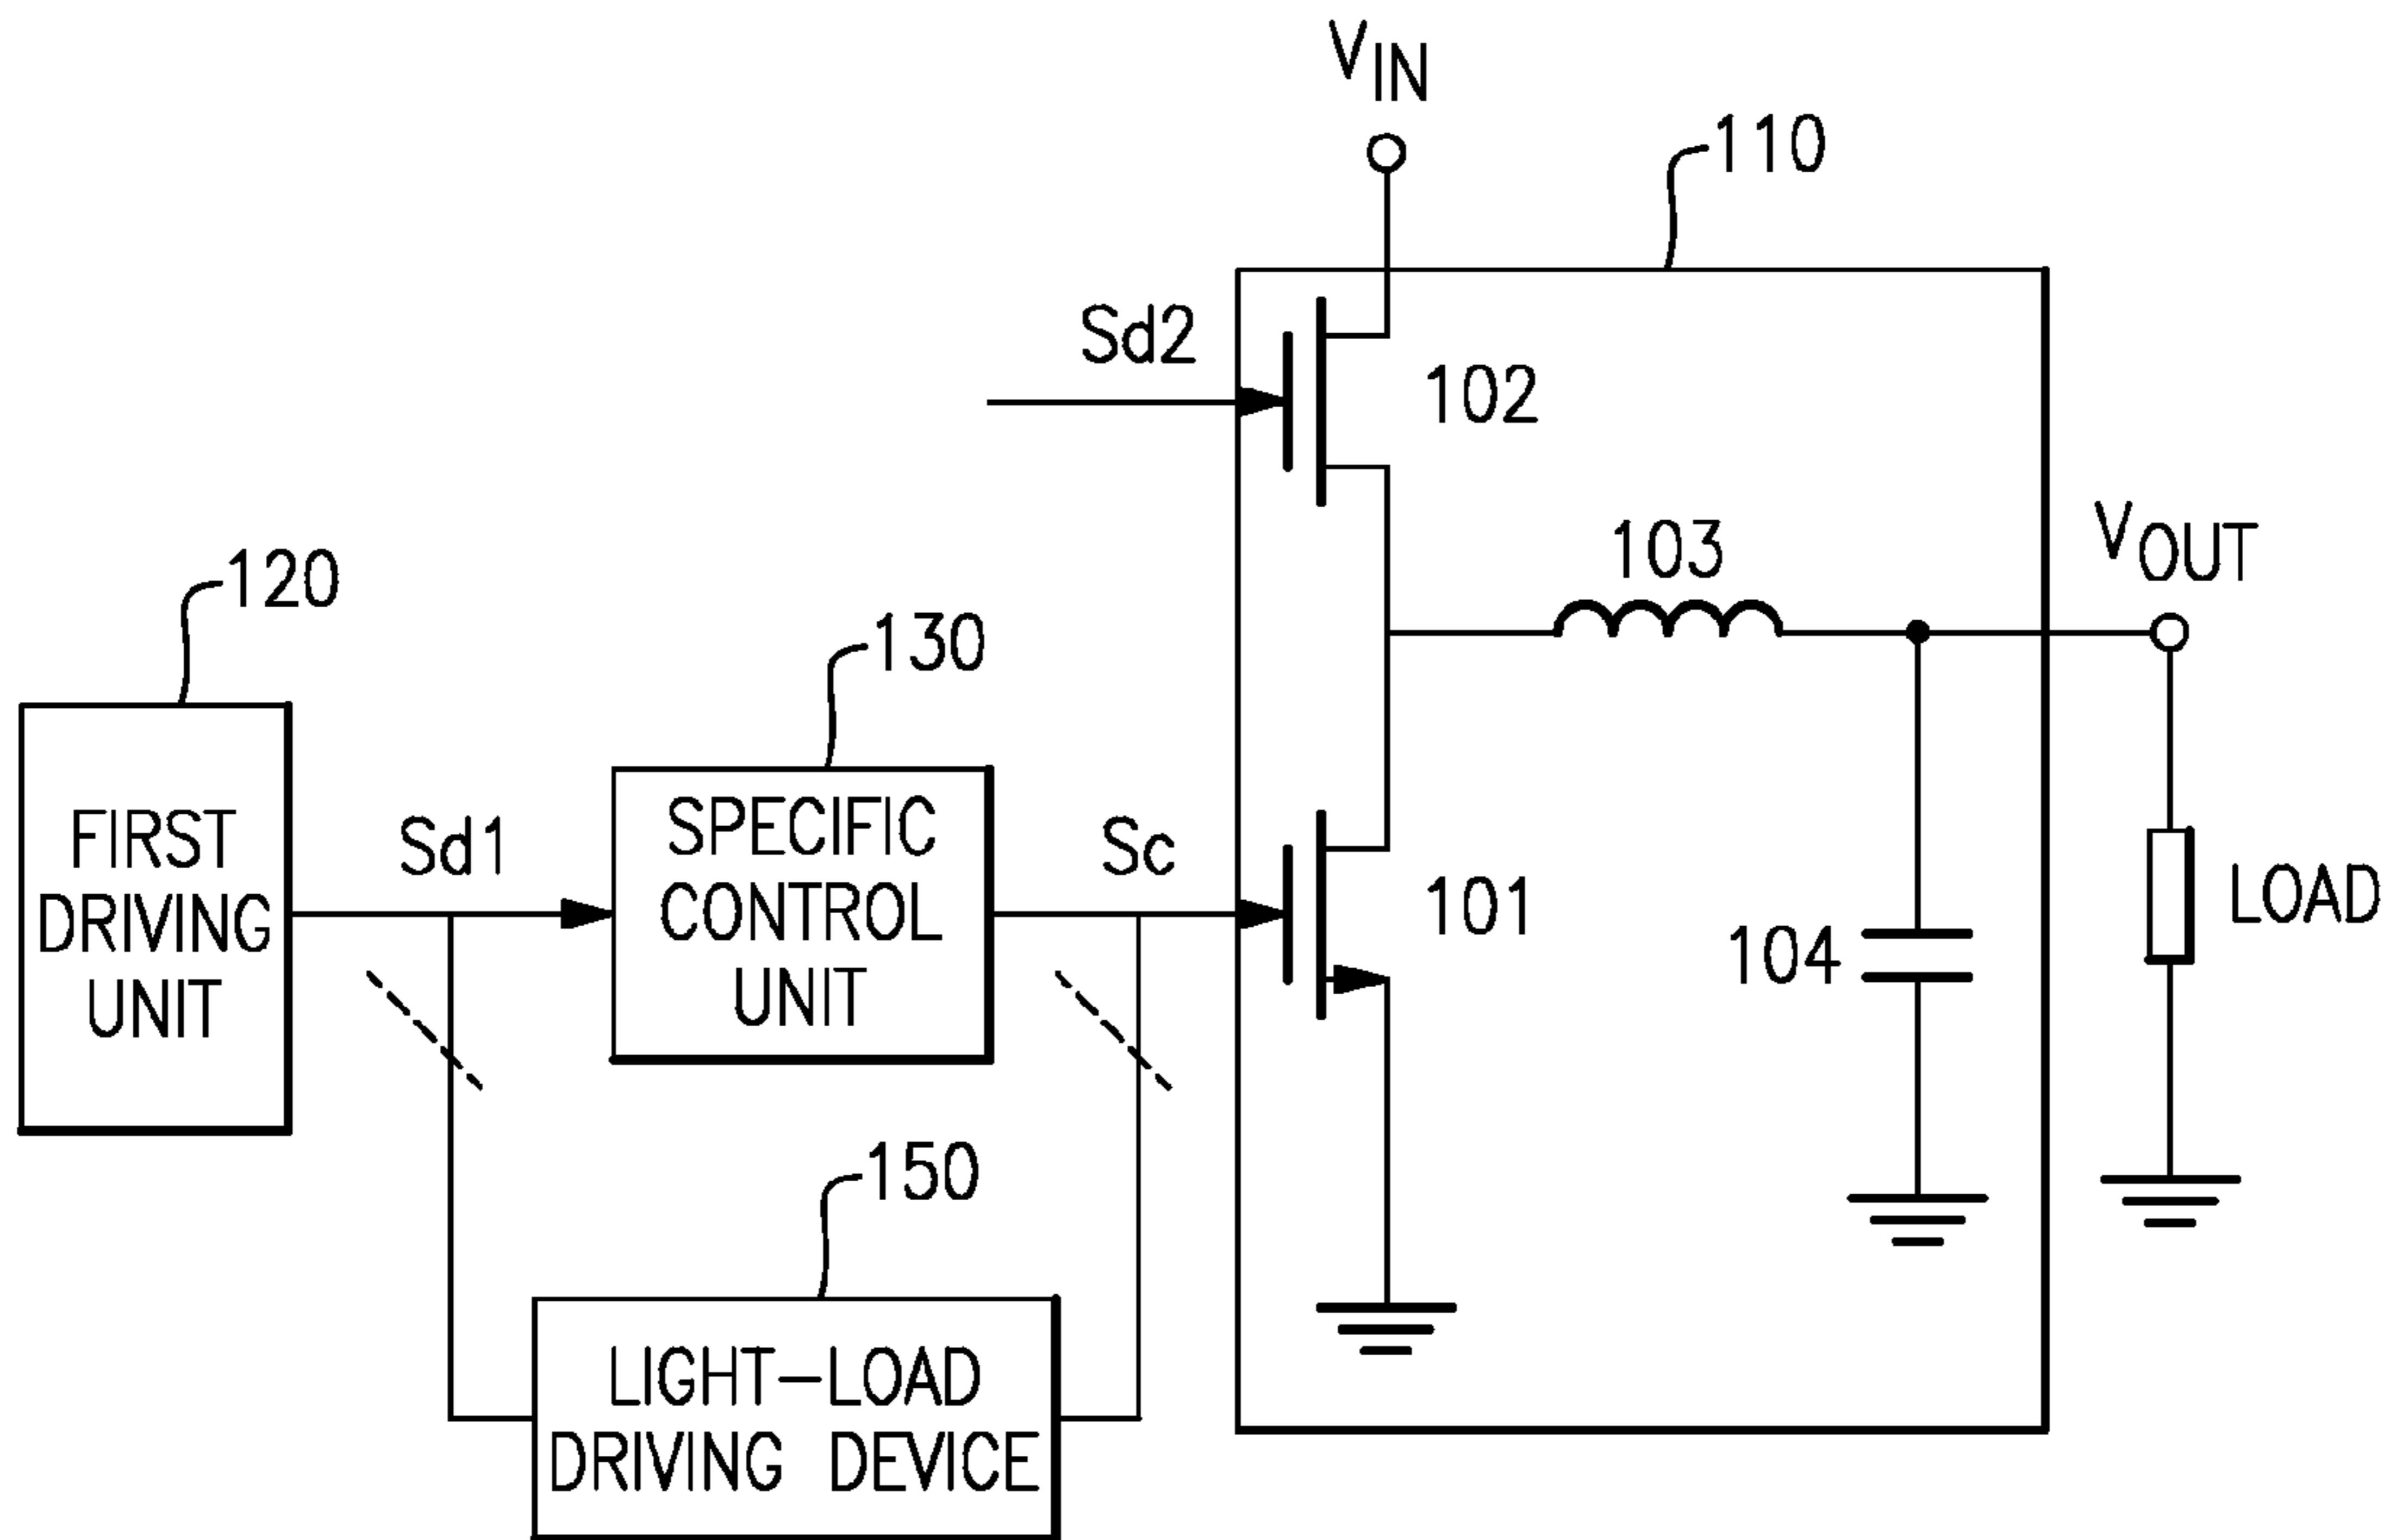 VIN
110
Sd2
102
103
VOUT
120
130
FIRST
DRIVING
UNIT
Sd1
SPECIFIC
CONTROL
UNIT
Sc
101
104
LOAD
150
LIGHT-LOAD
DRIVING DEVICE